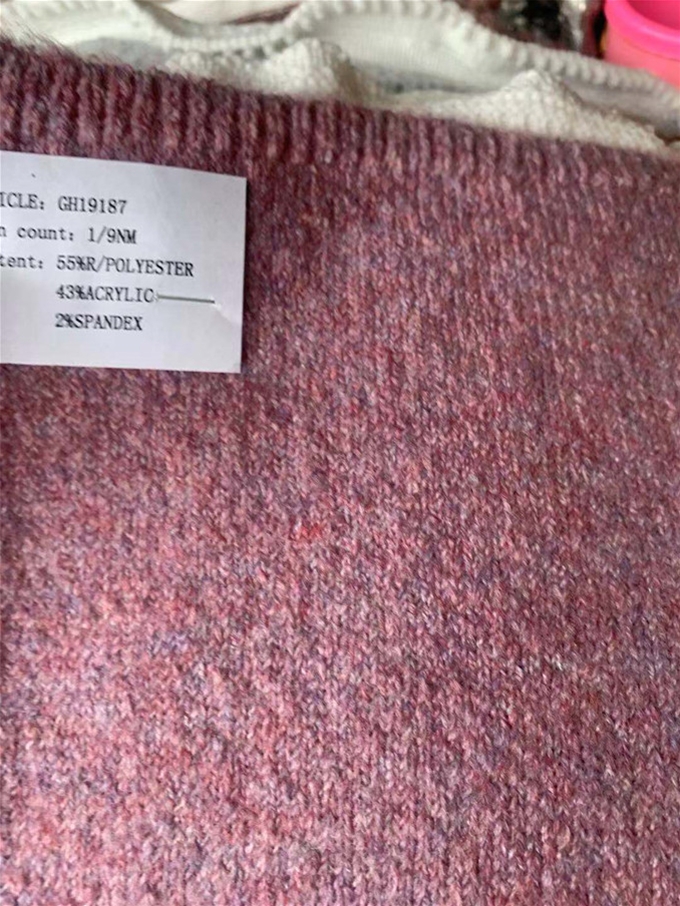 ICLE: GH19187
n count: 1/9NM
tent: 55%R/POLYESTER
43%ACRYLIC
2%SPANDEX